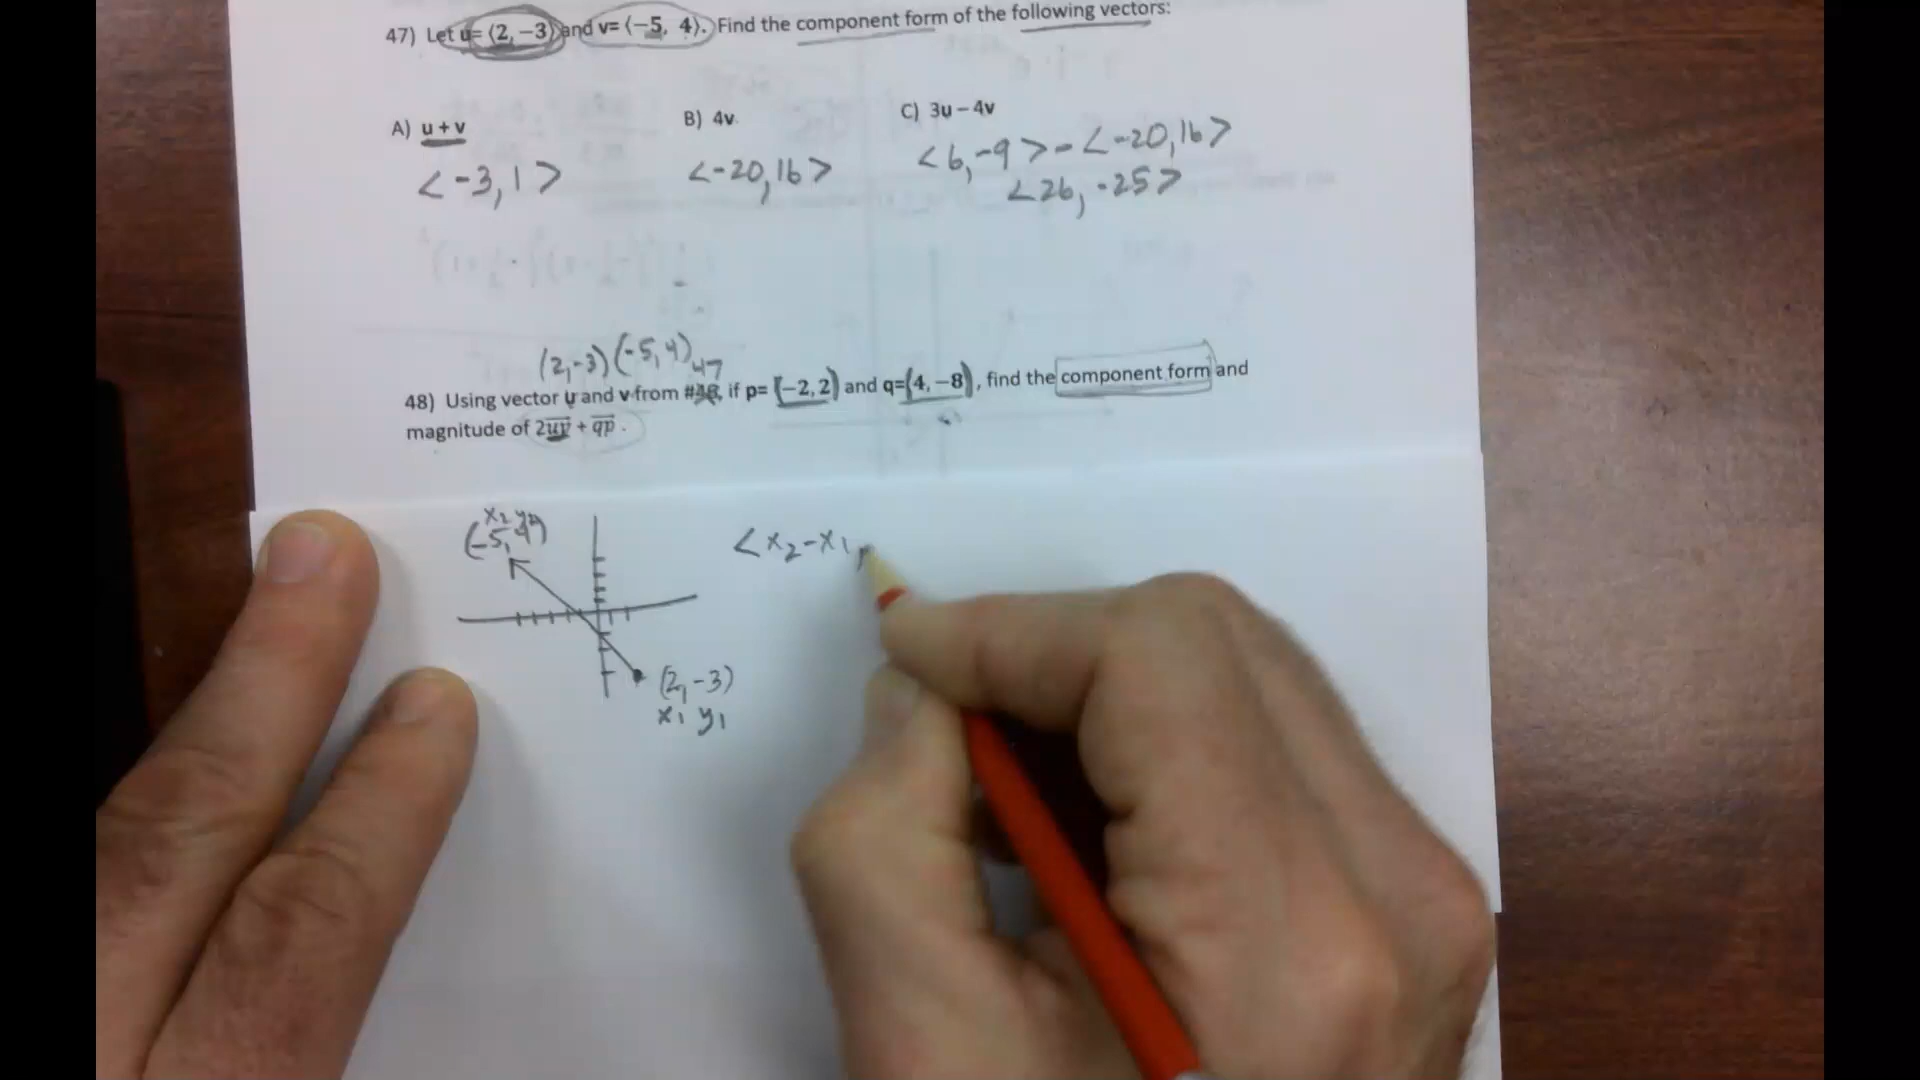 47) Let u= ⟨2, −3⟩ and v= ⟨−5, 4⟩. Find the component form of the following vectors:
A) u + v
B) 4v
C) 3u – 4v
<-3, 1>
<-20, 16>
<6, -9> - <-20, 16>
<26, -25>
(2, -3) (-5, 4) 47
48) Using vector u and v from #48, if p= (−2, 2) and q=(4, −8), find the component form and
magnitude of 2uv + qp .
x2 y2
(-5, 4)
<x2-x1,
(2, -3)
x1 y1